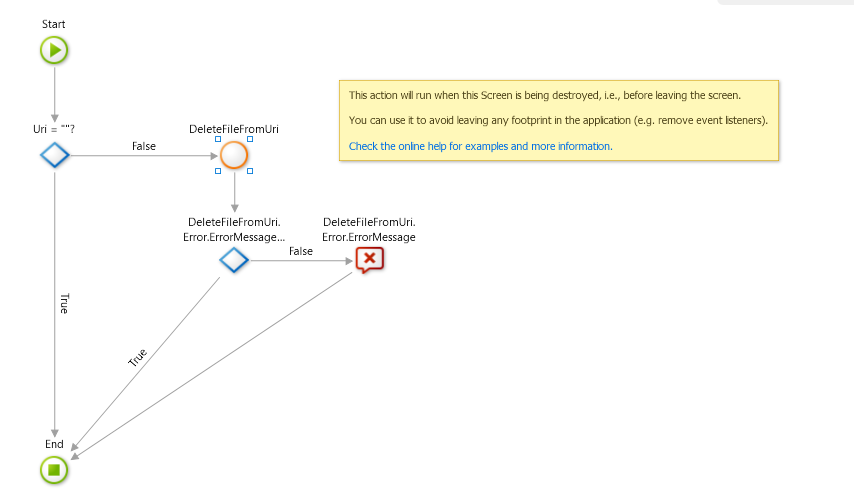 Start
Uri = ""?
False
DeleteFileFromUri
This action will run when this Screen is being destroyed, i.e., before leaving the screen.
You can use it to avoid leaving any footprint in the application (e.g. remove event listeners).
Check the online help for examples and more information.
DeleteFileFromUri.
Error.ErrorMessage...
False
DeleteFileFromUri.
Error.ErrorMessage
True
True
End